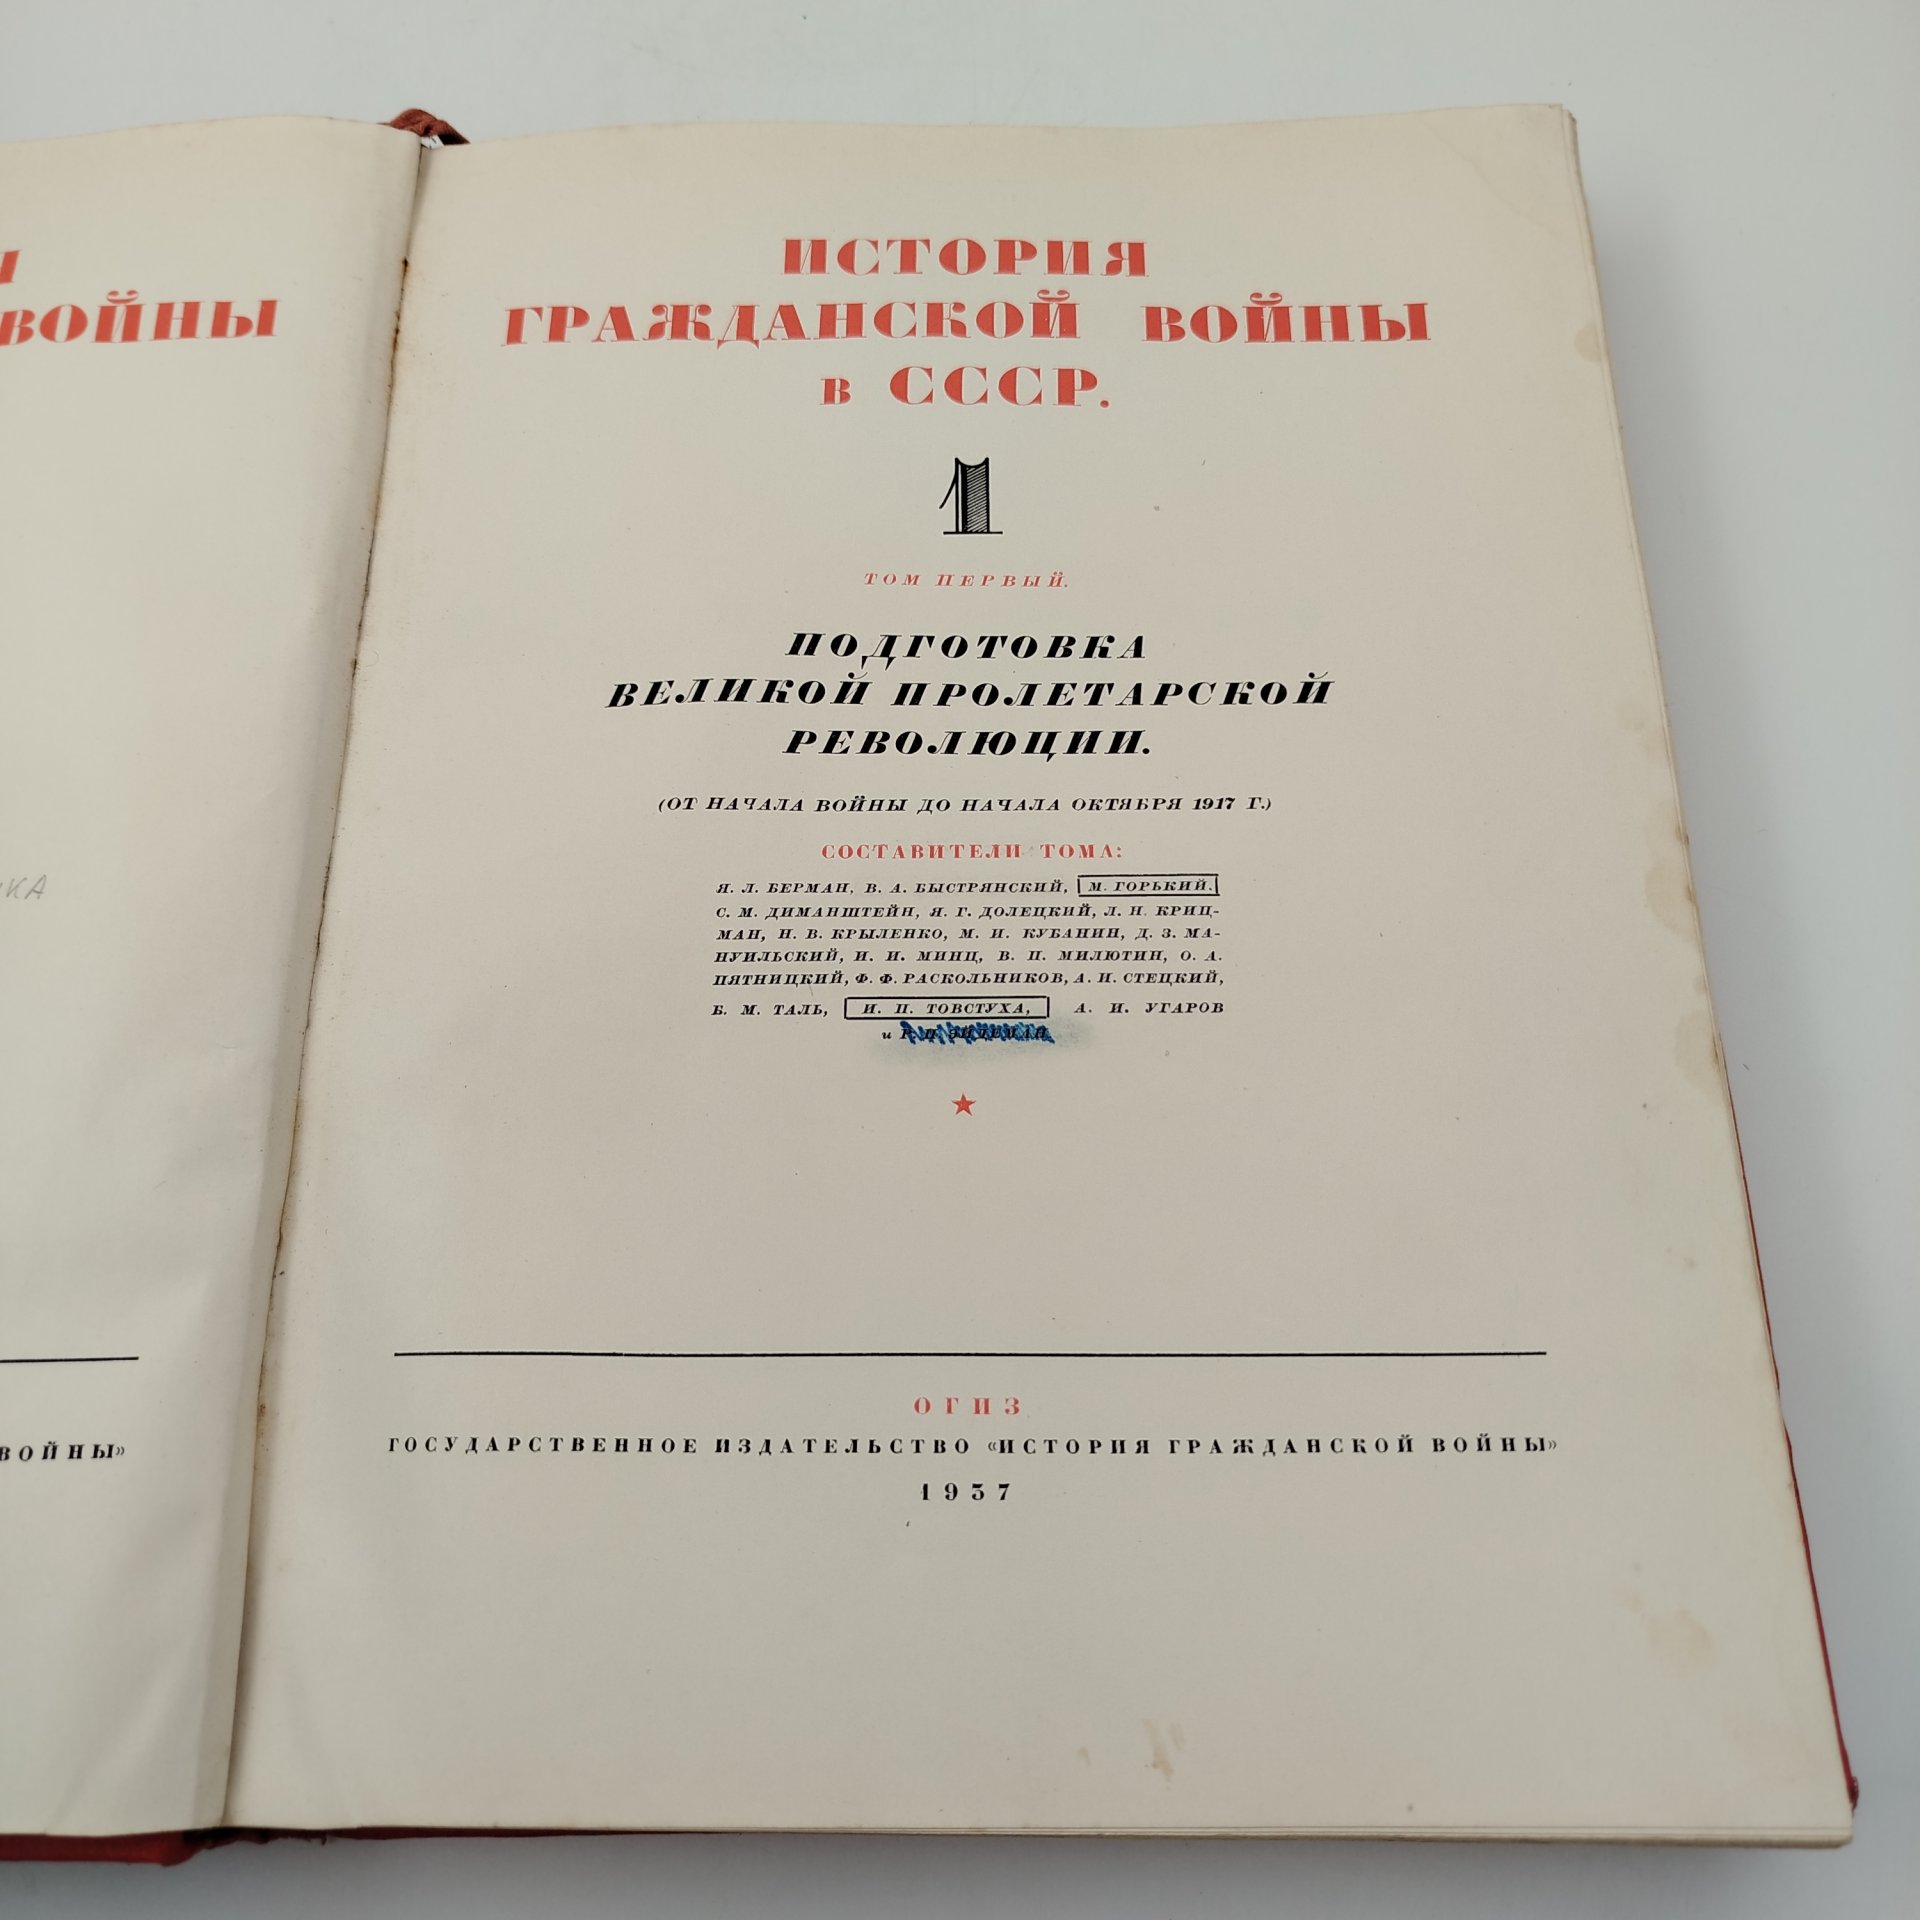 И
ВОЙНЫ
ИКА
ВОЙНЫ»
ИСТОРИЯ
ГРАЖДАНСКОЙ ВОЙНЫ
в СССР.
1
ТОМ ПЕРВЫЙ.
ПОДГОТОВКА
ВЕЛИКОЙ ПРОЛЕТАРСКОЙ
РЕВОЛЮЦИИ.
(ОТ НАЧАЛА ВОЙНЫ ДО НАЧАЛА ОКТЯБРЯ 1917 Г.)
СОСТАВИТЕЛИ ТОМА:
Я. Л. БЕРМАН, В. А. БЫСТРЯНСКИЙ, М. ГОРЬКИЙ,
С. М. ДИМАНШТЕЙН, Я. Г. ДОЛЕЦКИЙ, Л. Н. КРИЦ-
МАН, Н. В. КРЫЛЕНКО, М. И. КУБАНИН, Д. З. МА-
НУИЛЬСКИЙ, И. И. МИНЦ, В. П. МИЛЮТИН, О. А.
ПЯТНИЦКИЙ, Ф. Ф. РАСКОЛЬНИКОВ, А. И. СТЕЦКИЙ,
Б. М. ТАЛЬ, И. П. ТОВСТУХА, А. И. УГАРОВ
и Р. П. ЭЙДЕМАН
ОГИЗ
ГОСУДАРСТВЕННОЕ ИЗДАТЕЛЬСТВО «ИСТОРИЯ ГРАЖДАНСКОЙ ВОЙНЫ»
1937